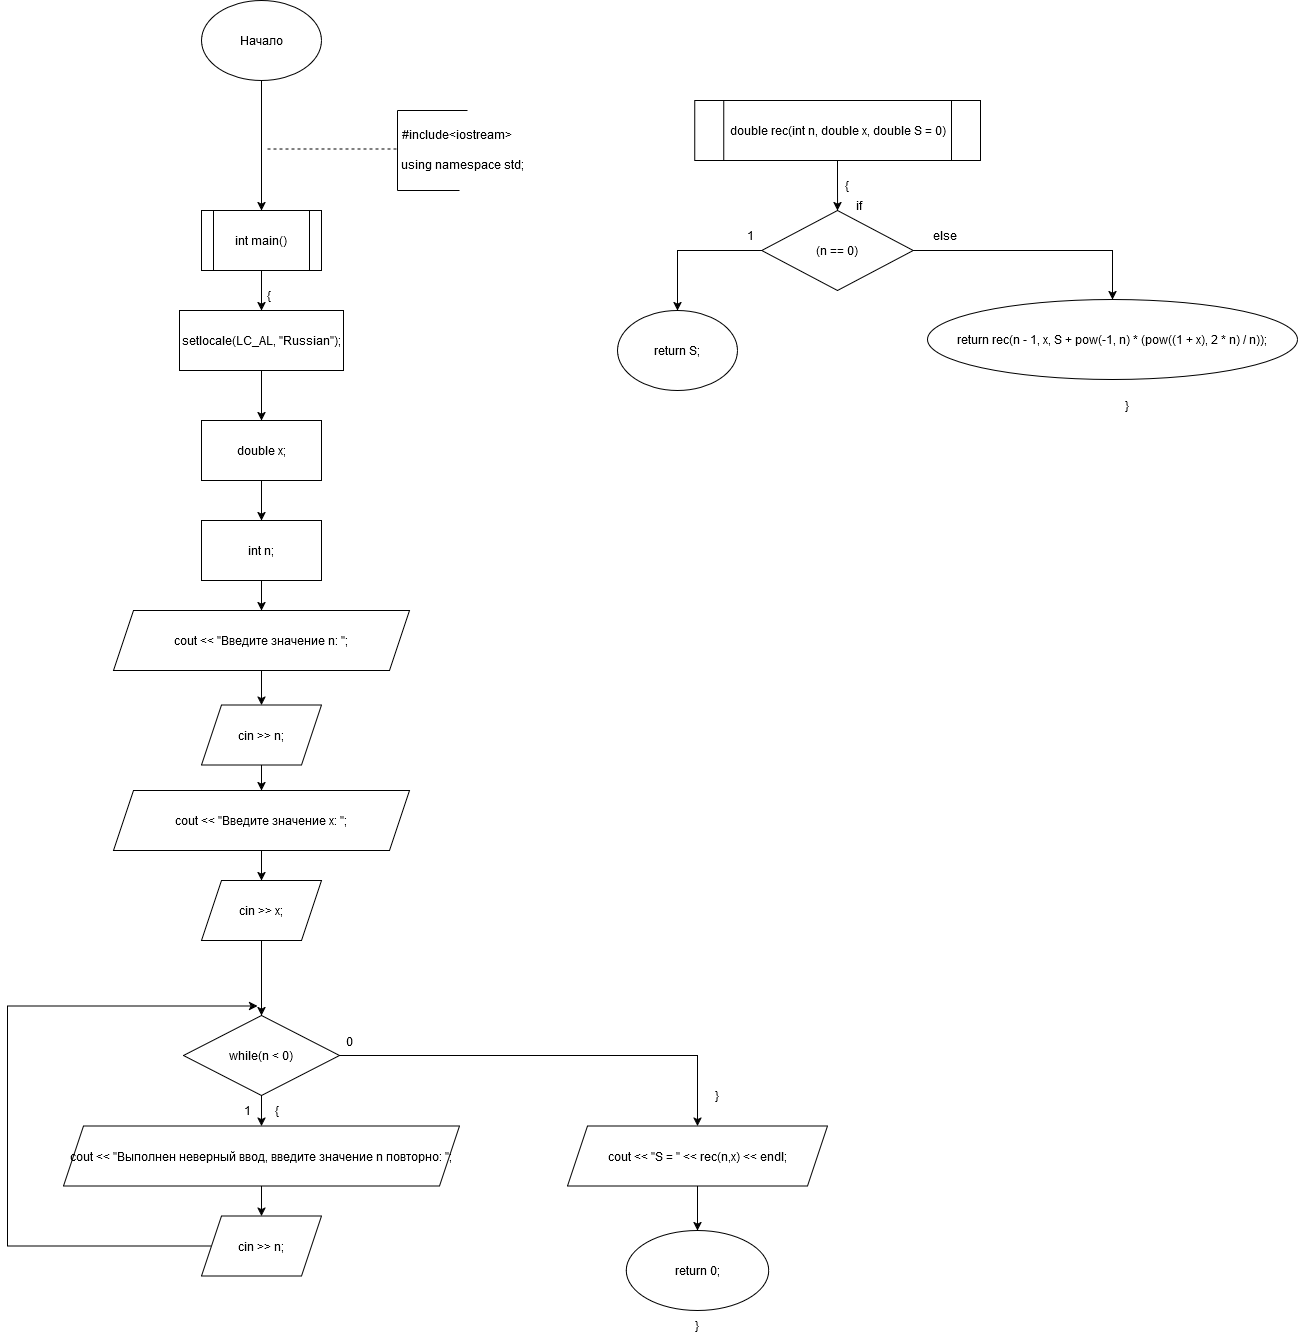 Начало
#include<iostream>
using namespace std;
int main()
{
setlocale(LC_AL, "Russian");
double x;
int n;
cout << "Введите значение n: ";
cin >> n;
cout << "Введите значение x: ";
cin >> x;
while(n < 0)
0
1
{
cout << "Выполнен неверный ввод, введите значение n повторно: ";
cin >> n;
}
cout << "S = " << rec(n,x) << endl;
return 0;
}
double rec(int n, double x, double S = 0)
{
if
(n == 0)
1
else
return S;
return rec(n - 1, x, S + pow(-1, n) * (pow((1 + x), 2 * n) / n));
}